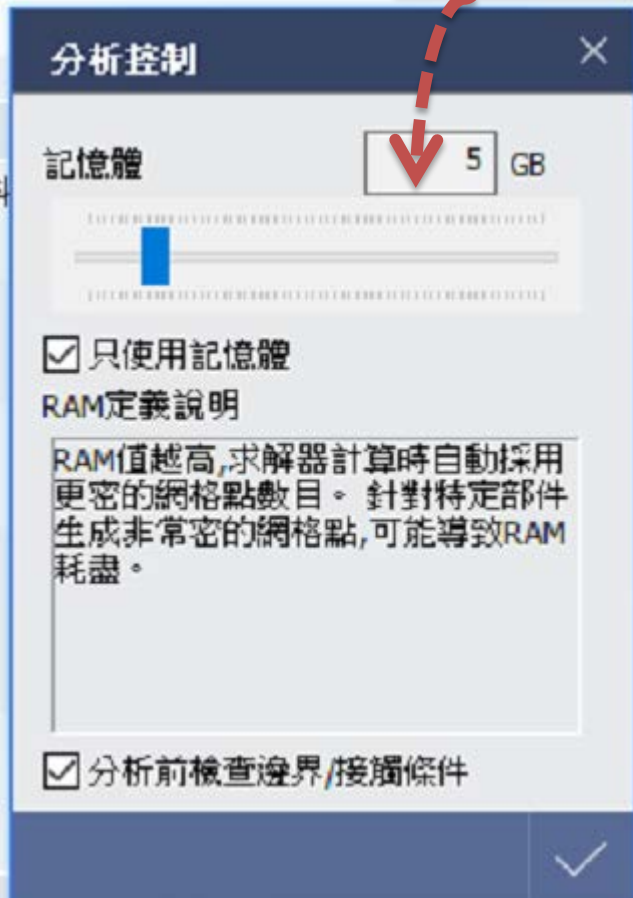 分析控制
記憶體 5 GB
只使用記憶體
RAM定義說明
RAM值越高,求解器計算時自動採用
更密的網格點數目。 針對特定部件
生成非常密的網格點,可能導致RAM
耗盡。
分析前檢查邊界/接觸條件